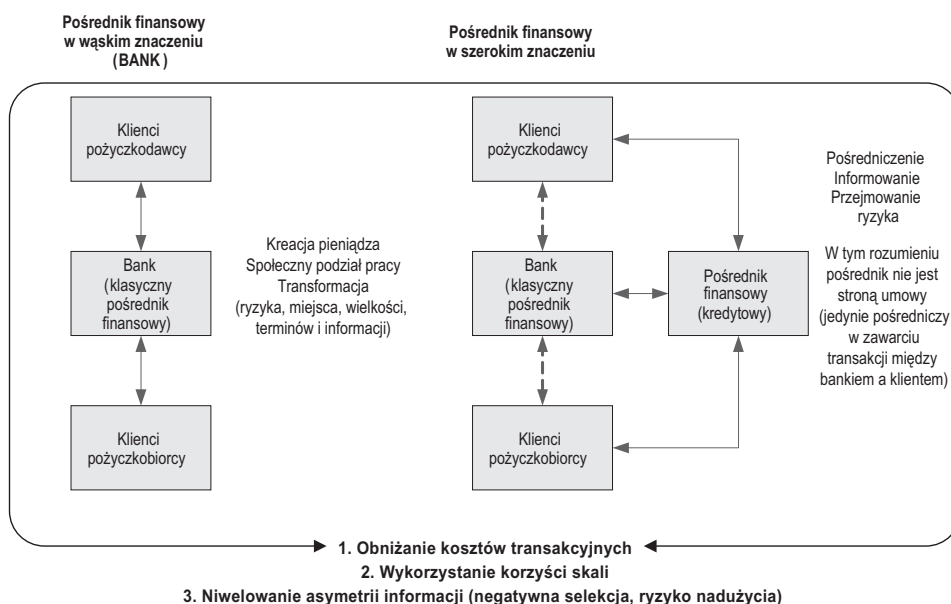 Pośrednik finansowy
w wąskim znaczeniu
(BANK)
Pośrednik finansowy
w szerokim znaczeniu
Klienci
pożyczkodawcy
Bank
(klasyczny
pośrednik
finansowy)
Klienci
pożyczkobiorcy
Kreacja pieniądza
Społeczny podział pracy
Transformacja
(ryzyka, miejsca, wielkości,
terminów i informacji)
Klienci
pożyczkodawcy
Bank
(klasyczny
pośrednik
finansowy)
Klienci
pożyczkobiorcy
Pośrednik
finansowy
(kredytowy)
Pośredniczenie
Informowanie
Przejmowanie
ryzyka
W tym rozumieniu
pośrednik nie jest
stroną umowy
(jedynie pośredniczy
w zawarciu
transakcji między
bankiem a klientem)
1. Obniżanie kosztów transakcyjnych
2. Wykorzystanie korzyści skali
3. Niwelowanie asymetrii informacji (negatywna selekcja, ryzyko nadużycia)